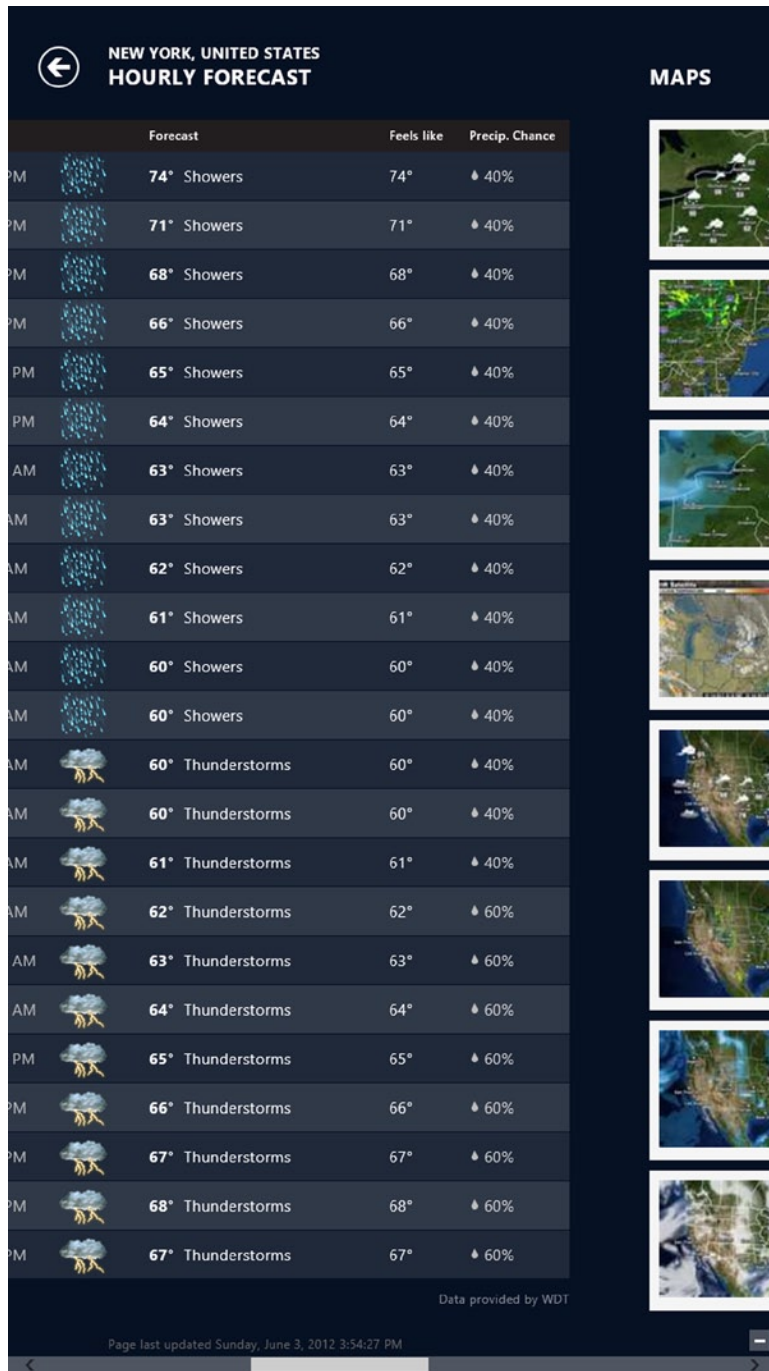 NEW YORK, UNITED STATES
HOURLY FORECAST
MAPS
Forecast Feels like Precip. Chance
PM 74° Showers 74° 40%
PM 71° Showers 71° 40%
PM 68° Showers 68° 40%
PM 66° Showers 66° 40%
PM 65° Showers 65° 40%
PM 64° Showers 64° 40%
AM 63° Showers 63° 40%
AM 63° Showers 63° 40%
AM 62° Showers 62° 40%
AM 61° Showers 61° 40%
AM 60° Showers 60° 40%
AM 60° Showers 60° 40%
AM 60° Thunderstorms 60° 40%
AM 60° Thunderstorms 60° 40%
AM 61° Thunderstorms 61° 40%
AM 62° Thunderstorms 62° 60%
AM 63° Thunderstorms 63° 60%
AM 64° Thunderstorms 64° 60%
PM 65° Thunderstorms 65° 60%
PM 66° Thunderstorms 66° 60%
PM 67° Thunderstorms 67° 60%
PM 68° Thunderstorms 68° 60%
PM 67° Thunderstorms 67° 60%
Data provided by WDT
Page last updated Sunday, June 3, 2012 3:54:27 PM